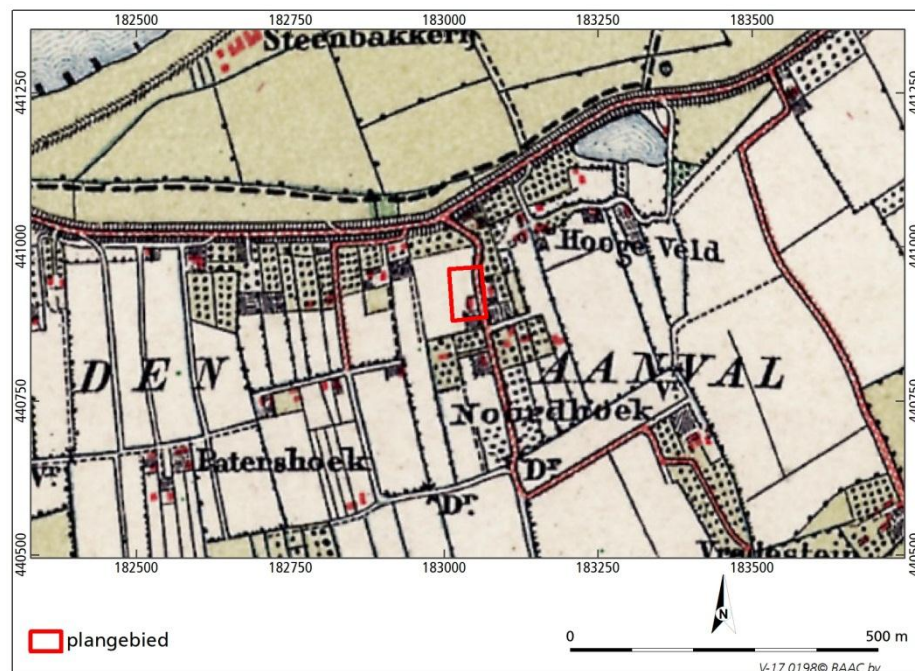 182500 182750 183000 183250 183500
441250 441250
Steenbakkerij
441000 441000
Hooge Veld
DEN AANVAL
440750 440750
Noordhoek
Vr.
Patershoek
Dr.
Dr.
Vredestein
440500 440500
182500 182750 183000 183250 183500
N
plangebied
0 500 m
V-17.0198© BAAC bv